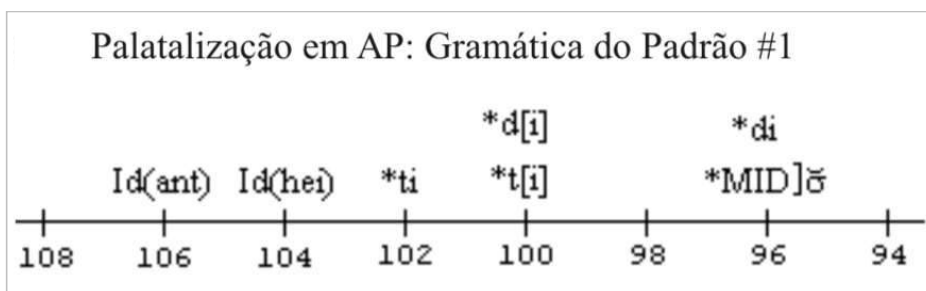 Palatalização em AP: Gramática do Padrão #1
*d[i] *di
Id(ant) Id(hei) *ti *t[i] *MID]σ̆
108 106 104 102 100 98 96 94